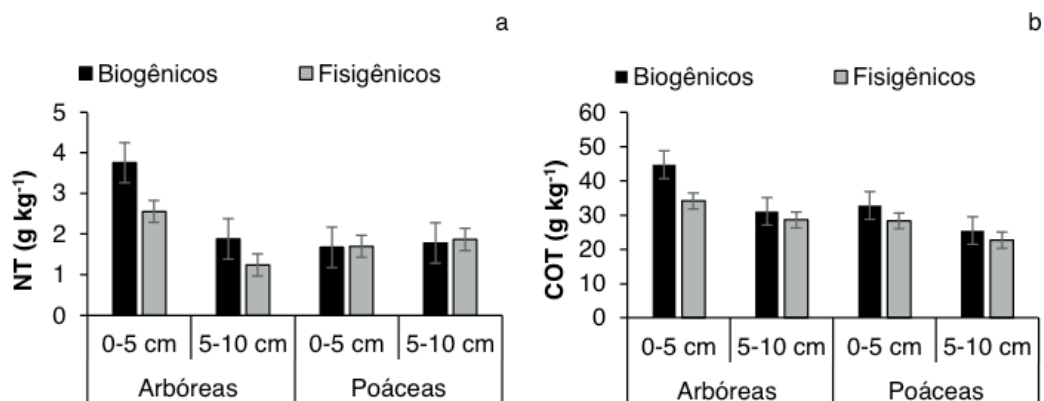 a
Biogênicos Fisigênicos
NT (g kg⁻¹)
5
4
3
2
1
0
0-5 cm 5-10 cm 0-5 cm 5-10 cm
Arbóreas Poáceas
b
Biogênicos Fisigênicos
COT (g kg⁻¹)
60
50
40
30
20
10
0
0-5 cm 5-10 cm 0-5 cm 5-10 cm
Arbóreas Poáceas